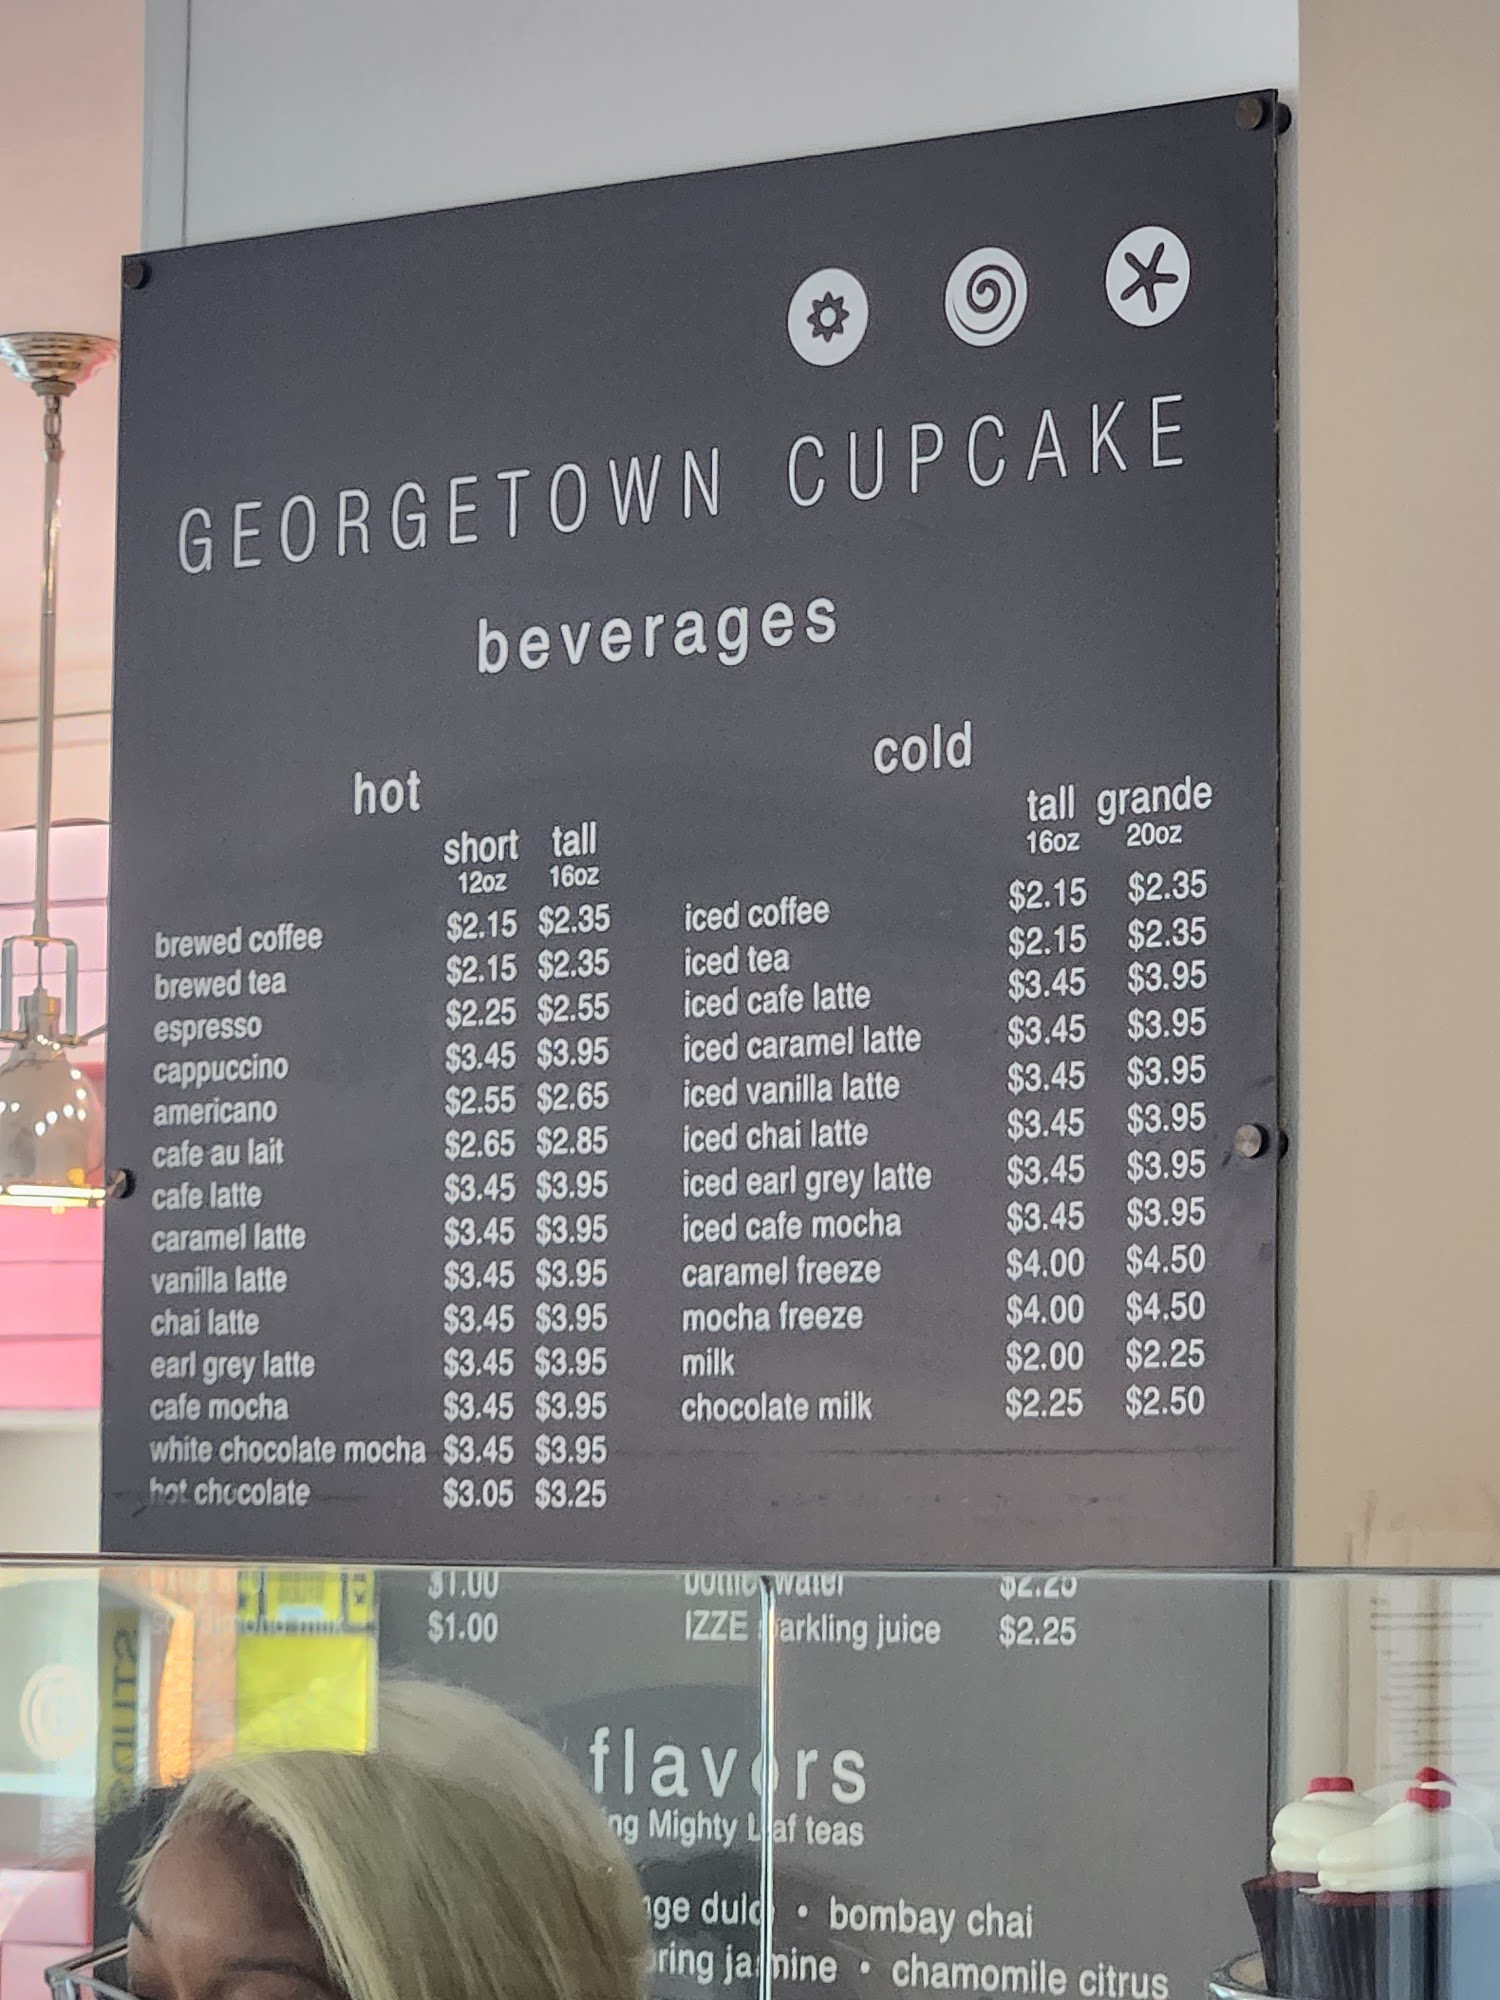 GEORGETOWN CUPCAKE
beverages
hot
short tall
12oz 16oz
brewed coffee $2.15 $2.35
brewed tea $2.15 $2.35
espresso $2.25 $2.55
cappuccino $3.45 $3.95
americano $2.55 $2.65
cafe au lait $2.65 $2.85
cafe latte $3.45 $3.95
caramel latte $3.45 $3.95
vanilla latte $3.45 $3.95
chai latte $3.45 $3.95
earl grey latte $3.45 $3.95
cafe mocha $3.45 $3.95
white chocolate mocha $3.45 $3.95
hot chocolate $3.05 $3.25
cold
tall grande
16oz 20oz
iced coffee $2.15 $2.35
iced tea $2.15 $2.35
iced cafe latte $3.45 $3.95
iced caramel latte $3.45 $3.95
iced vanilla latte $3.45 $3.95
iced chai latte $3.45 $3.95
iced earl grey latte $3.45 $3.95
iced cafe mocha $3.45 $3.95
caramel freeze $4.00 $4.50
mocha freeze $4.00 $4.50
milk $2.00 $2.25
chocolate milk $2.25 $2.50
$1.00
$1.00
water
IZZE sparkling juice $2.25
flavors
Mighty Leaf teas
• bombay chai
jasmine • chamomile citrus